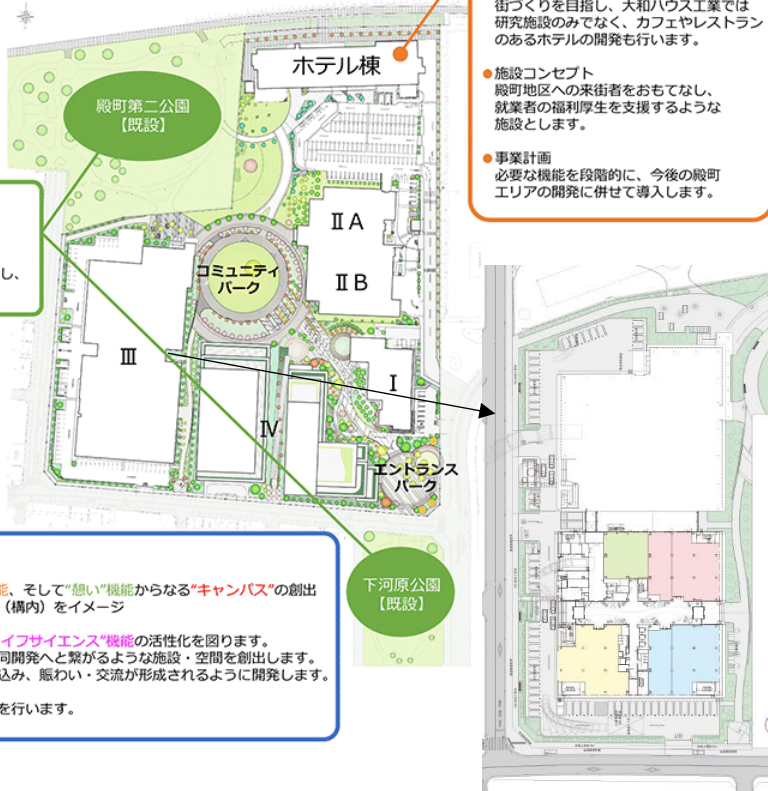 街づくりを目指し、大和ハウス工業では
研究施設のみでなく、カフェやレストラン
のあるホテルの開発も行います。
●施設コンセプト
殿町地区への来街者をおもてなし、
就業者の福利厚生を支援するような
施設とします。
●事業計画
必要な機能を段階的に、今後の殿町
エリアの開発に併せて導入します。
ホテル棟
殿町第二公園
【既設】
ⅡA
ⅡB
コミュニティ
パーク
し、
Ⅲ
Ⅰ
Ⅳ
エントランス
パーク
下河原公園
【既設】
能、そして"憩い"機能からなる"キャンパス"の創出
（構内）をイメージ
イフサイエンス"機能の活性化を図ります。
同開発へと繋がるような施設・空間を創出します。
込み、賑わい・交流が形成されるように開発します。
を行います。